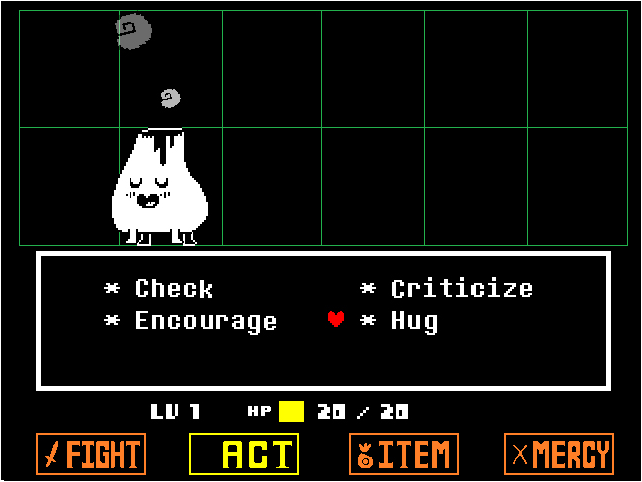 * Check * Criticize
* Encourage * Hug
LV 1 HP 20 / 20
FIGHT ACT ITEM MERCY